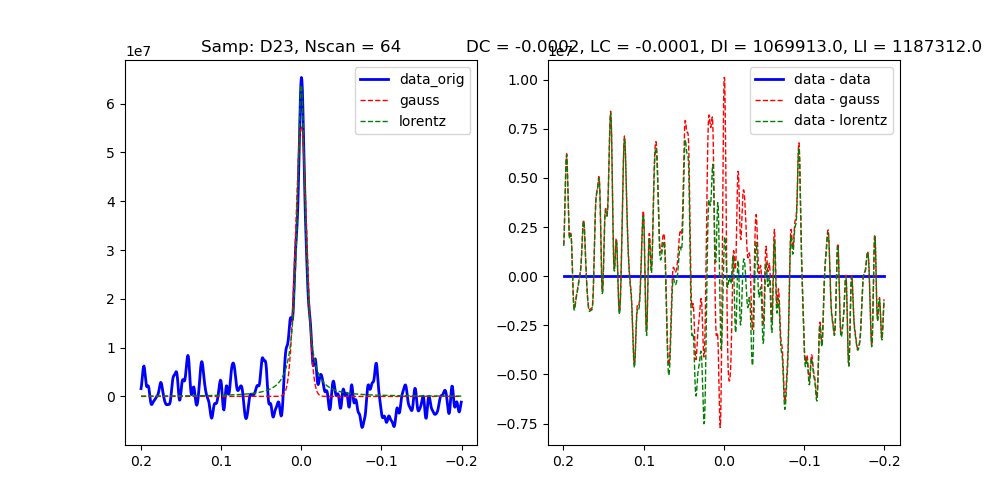 Samp: D23, Nscan = 64
1e7
data_orig
gauss
lorentz
6
5
4
3
2
1
0
0.2 0.1 0.0 −0.1 −0.2
DC = -0.0002, LC = -0.0001, DI = 1069913.0, LI = 1187312.0
1e7
data - data
data - gauss
data - lorentz
1.00
0.75
0.50
0.25
0.00
−0.25
−0.50
−0.75
0.2 0.1 0.0 −0.1 −0.2